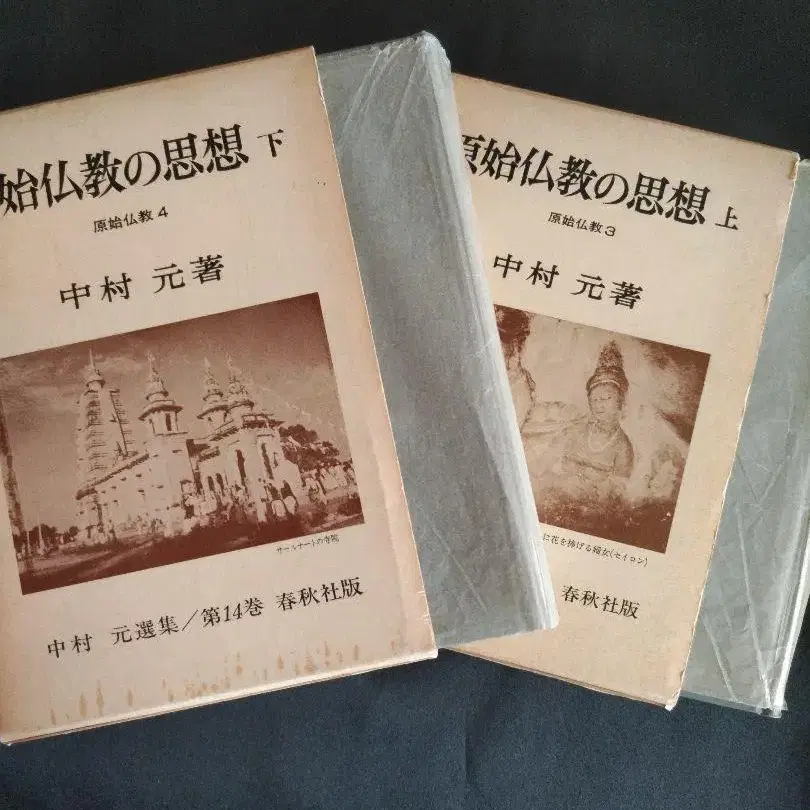 始仏教の思想 下
原始仏教4
中村 元著
サールナートの寺院
中村 元選集/第14巻 春秋社版
原始仏教の思想 上
原始仏教3
中村 元著
に花を捧げる婦女(セイロン)
春秋社版